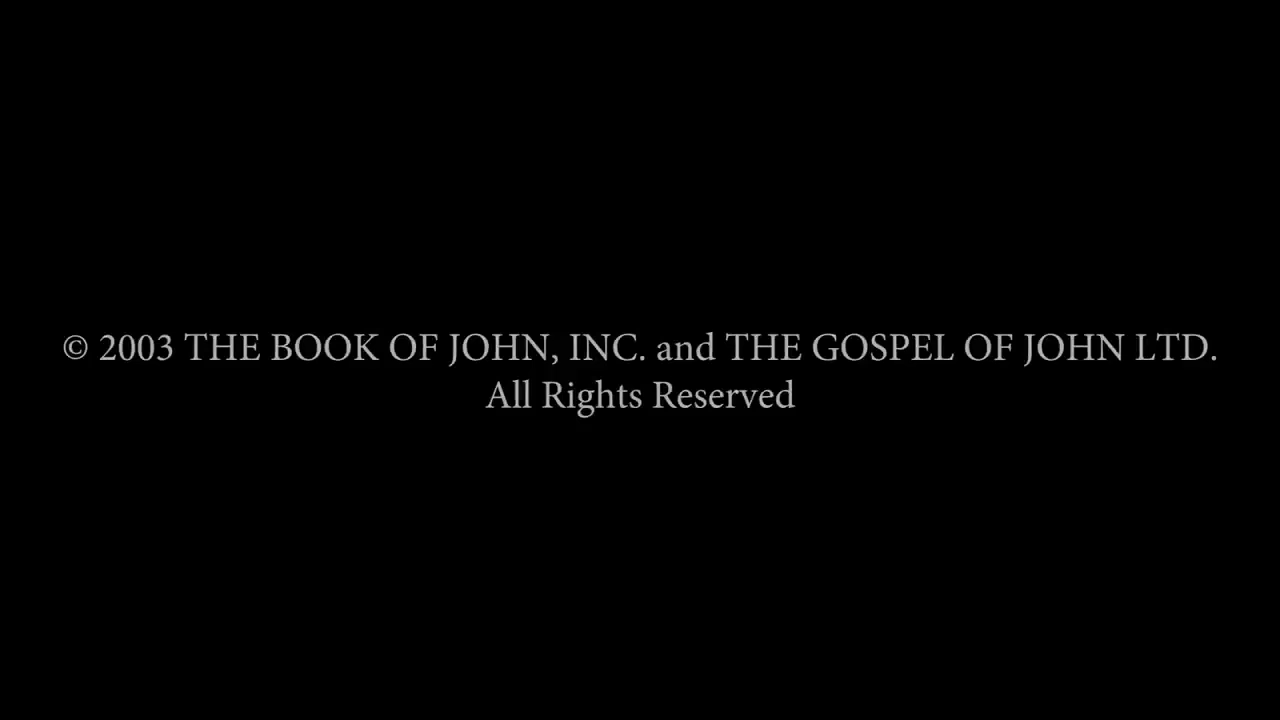 © 2003 THE BOOK OF JOHN, INC. and THE GOSPEL OF JOHN LTD.
All Rights Reserved